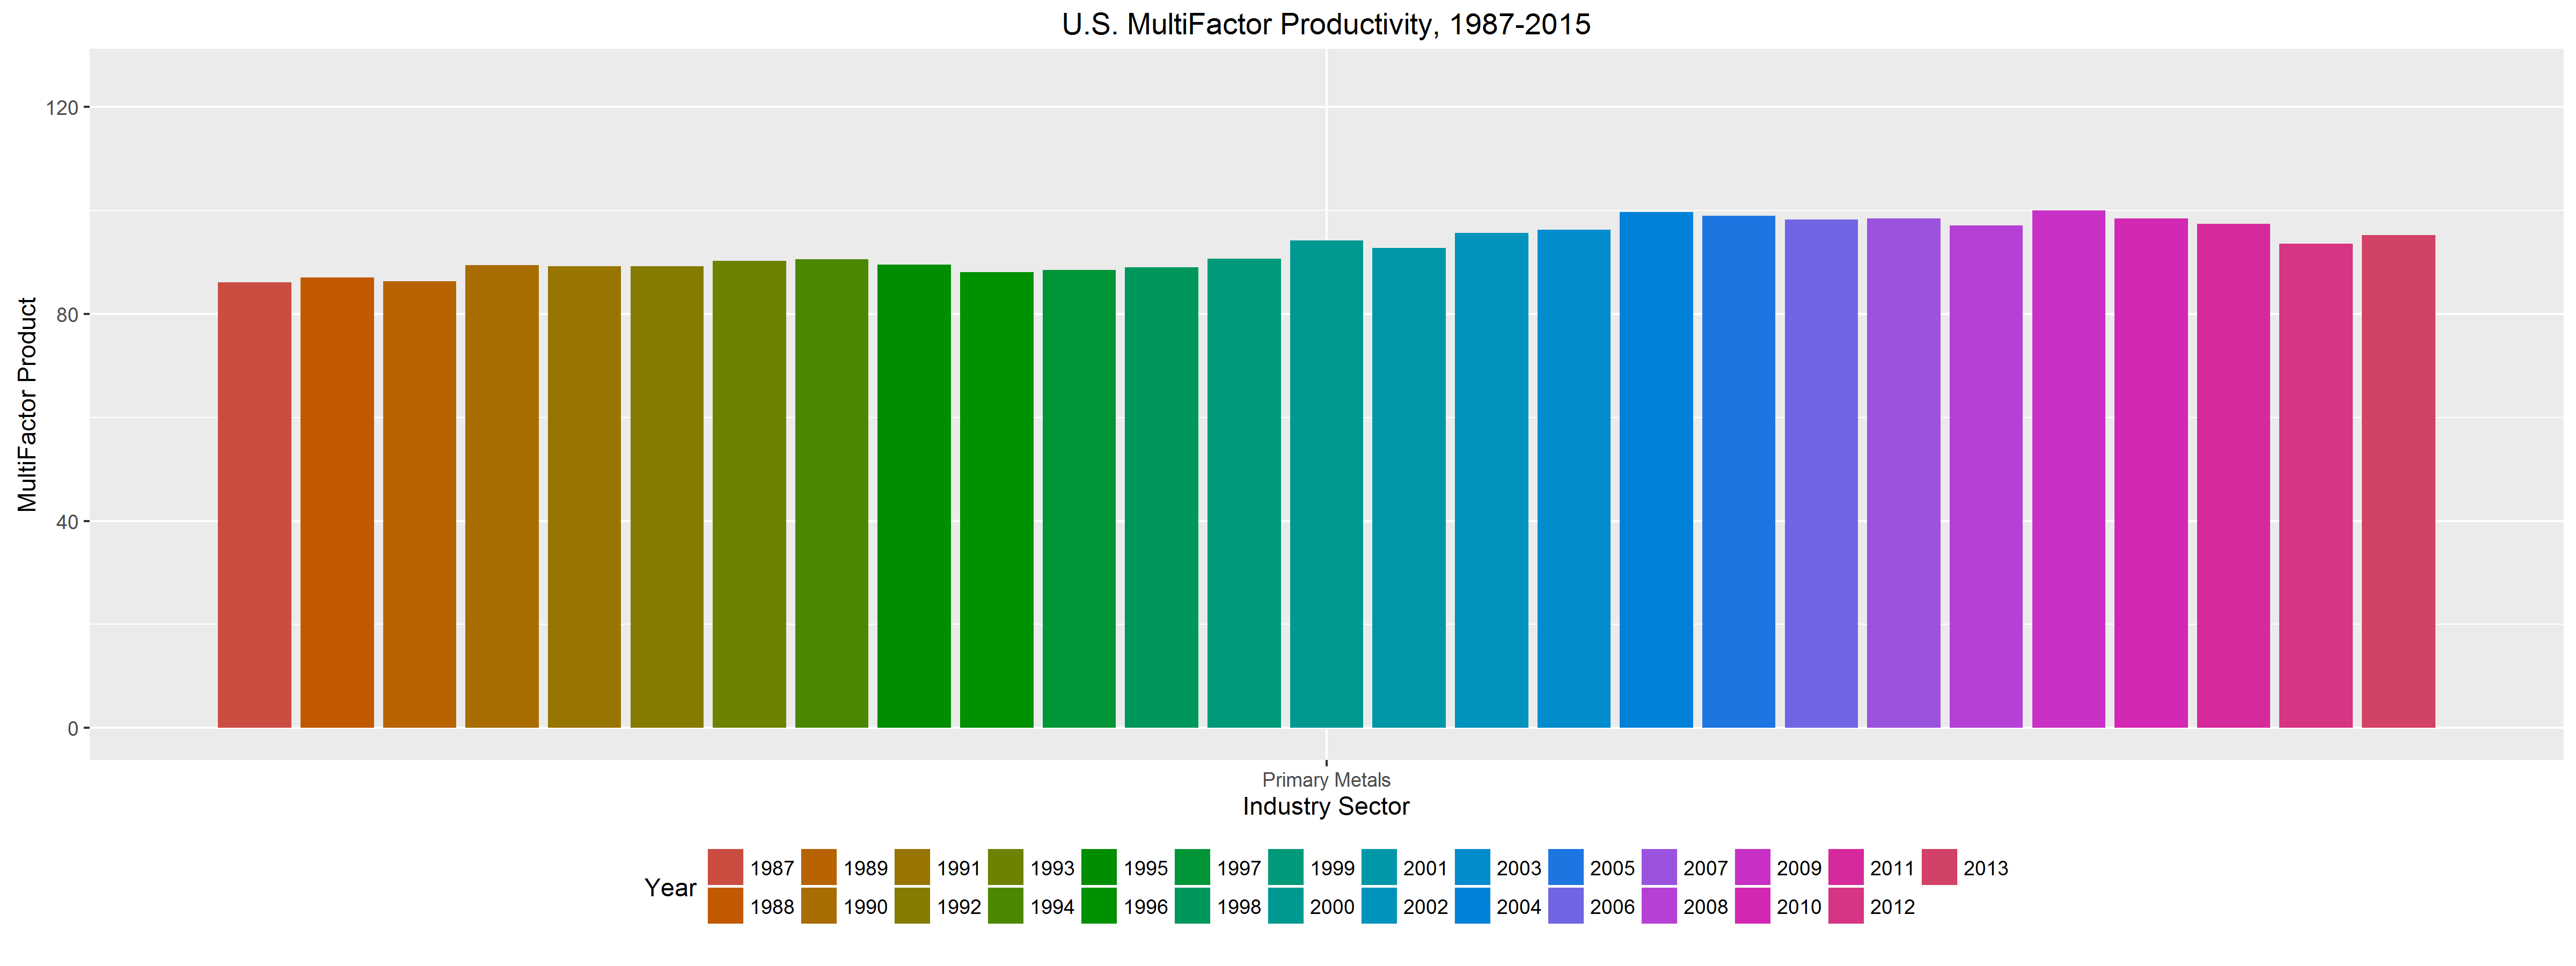 U.S. MultiFactor Productivity, 1987-2015
MultiFactor Product
120
80
40
0
Primary Metals
Industry Sector
Year
1987 1989 1991 1993 1995 1997 1999 2001 2003 2005 2007 2009 2011 2013
1988 1990 1992 1994 1996 1998 2000 2002 2004 2006 2008 2010 2012